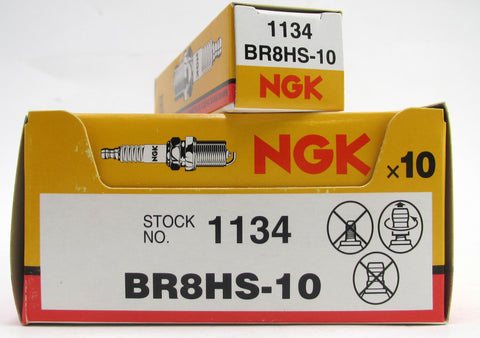 1134
BR8HS-10
NGK
NGK
NGK
×10
STOCK
NO.
1134
BR8HS-10